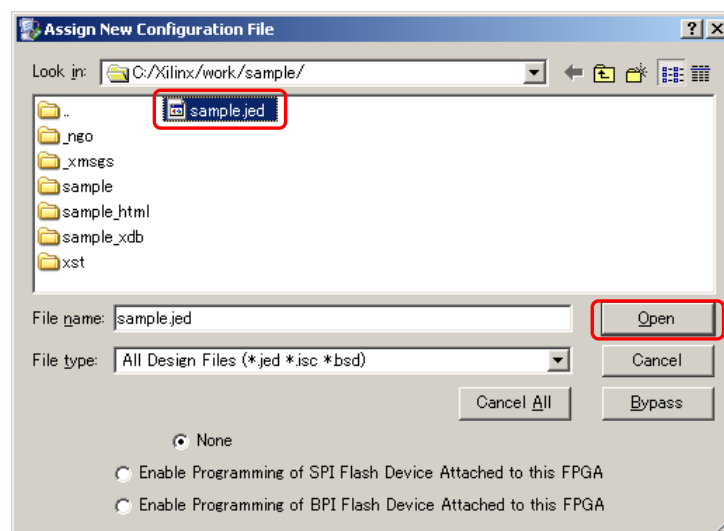 Assign New Configuration File
Look in: C:/Xilinx/work/sample/
.. sample.jed
_ngo
_xmsgs
sample
sample_html
sample_xdb
xst
File name: sample.jed Open
File type: All Design Files (*.jed *.isc *.bsd) Cancel
Cancel All Bypass
None
Enable Programming of SPI Flash Device Attached to this FPGA
Enable Programming of BPI Flash Device Attached to this FPGA